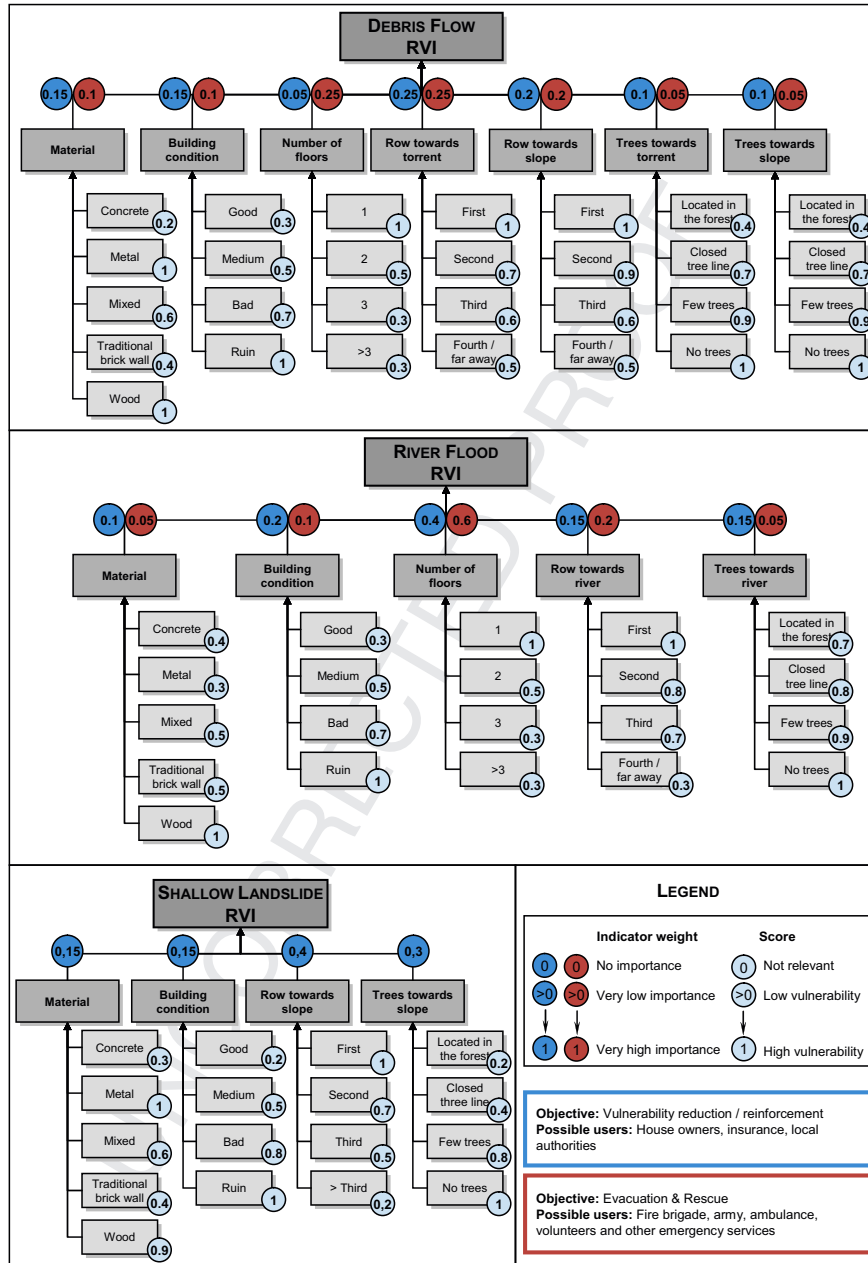 DEBRIS FLOW
RVI
0.15 0.1 0.15 0.1 0.05 0.25 0.25 0.25 0.2 0.2 0.1 0.05 0.1 0.05
Material
Building
condition
Number of
floors
Row towards
torrent
Row towards
slope
Trees towards
torrent
Trees towards
slope
Concrete
0.2
Metal
1
Mixed
0.6
Traditional
brick wall
0.4
Wood
1
Good
0.3
Medium
0.5
Bad
0.7
Ruin
1
1
1
2
0.5
3
0.3
>3
0.3
First
1
Second
0.7
Third
0.6
Fourth /
far away
0.5
First
1
Second
0.9
Third
0.6
Fourth /
far away
0.5
Located in
the forest
0.4
Closed
tree line
0.7
Few trees
0.9
No trees
1
Located in
the forest
0.4
Closed
tree line
0.7
Few trees
0.9
No trees
1
RIVER FLOOD
RVI
0.1 0.05 0.2 0.1 0.4 0.6 0.15 0.2 0.15 0.05
Material
Building
condition
Number of
floors
Row towards
river
Trees towards
river
Concrete
0.4
Metal
0.3
Mixed
0.5
Traditional
brick wall
0.5
Wood
1
Good
0.3
Medium
0.5
Bad
0.7
Ruin
1
1
1
2
0.5
3
0.3
>3
0.3
First
1
Second
0.8
Third
0.7
Fourth /
far away
0.3
Located in
the forest
0.7
Closed
tree line
0.8
Few trees
0.9
No trees
1
SHALLOW LANDSLIDE
RVI
0,15 0,15 0,4 0,3
Material
Building
condition
Row towards
slope
Trees towards
slope
Concrete
0.3
Metal
1
Mixed
0.6
Traditional
brick wall
0.4
Wood
0.9
Good
0.2
Medium
0.5
Bad
0.8
Ruin
1
First
1
Second
0.7
Third
0.5
> Third
0,2
Located in
the forest
0.2
Closed
three line
0.4
Few trees
0.8
No trees
1
LEGEND
Indicator weight Score
0 0 No importance 0 Not relevant
>0 >0 Very low importance >0 Low vulnerability
1 1 Very high importance 1 High vulnerability
Objective: Vulnerability reduction / reinforcement
Possible users: House owners, insurance, local
authorities
Objective: Evacuation & Rescue
Possible users: Fire brigade, army, ambulance,
volunteers and other emergency services
UNCORRECTED PROOF